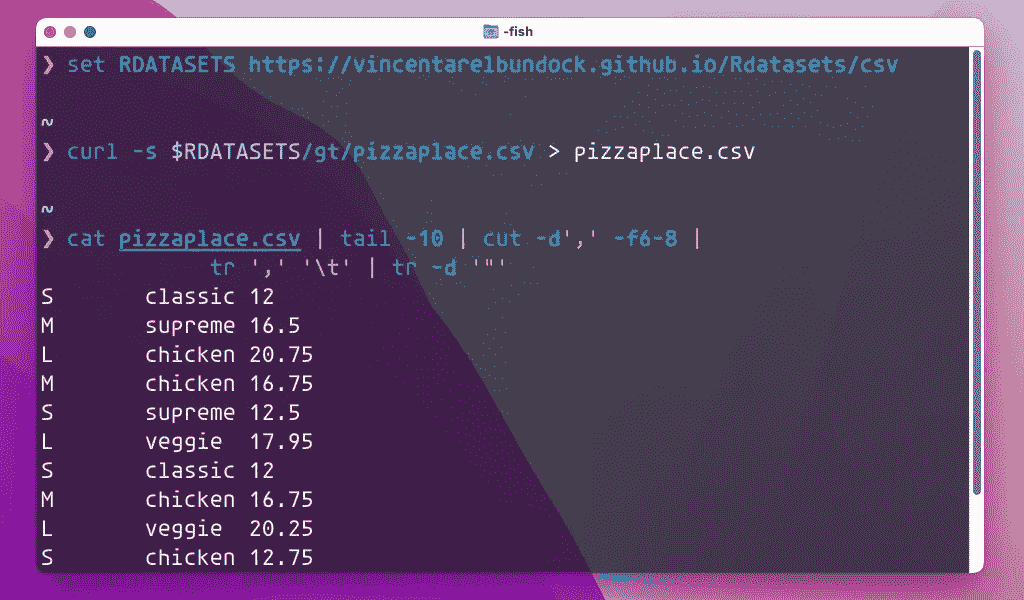 -fish
❯ set RDATASETS https://vincentarelbundock.github.io/Rdatasets/csv
~
❯ curl -s $RDATASETS/gt/pizzaplace.csv > pizzaplace.csv
~
❯ cat pizzaplace.csv | tail -10 | cut -d',' -f6-8 |
tr ',' '\t' | tr -d '"'
S classic 12
M supreme 16.5
L chicken 20.75
M chicken 16.75
S supreme 12.5
L veggie 17.95
S classic 12
M chicken 16.75
L veggie 20.25
S chicken 12.75